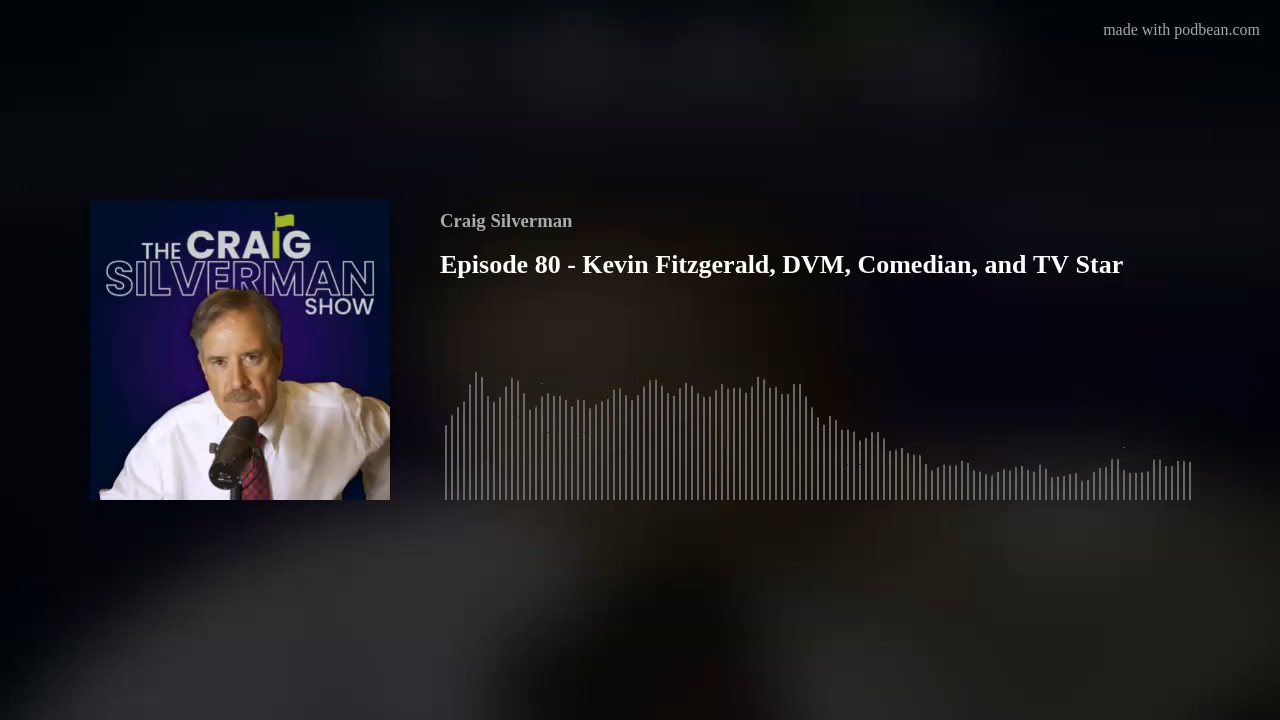 made with podbean.com
THE CRAIG
SILVERMAN
SHOW
Craig Silverman
Episode 80 - Kevin Fitzgerald, DVM, Comedian, and TV Star